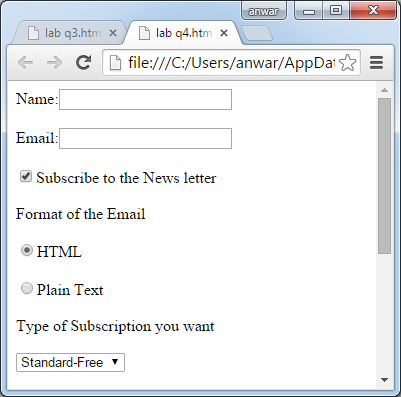 anwar
lab q3.htm
lab q4.htm
file:///C:/Users/anwar/AppDat
Name:
Email:
Subscribe to the News letter
Format of the Email
HTML
Plain Text
Type of Subscription you want
Standard-Free